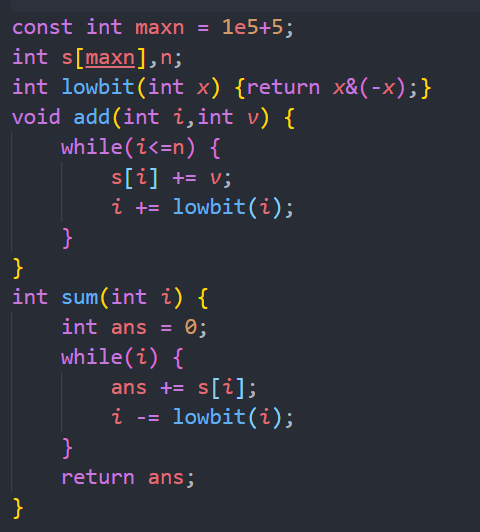 const int maxn = 1e5+5;
int s[maxn],n;
int lowbit(int x) {return x&(-x);}
void add(int i,int v) {
    while(i<=n) {
        s[i] += v;
        i += lowbit(i);
    }
}
int sum(int i) {
    int ans = 0;
    while(i) {
        ans += s[i];
        i -= lowbit(i);
    }
    return ans;
}